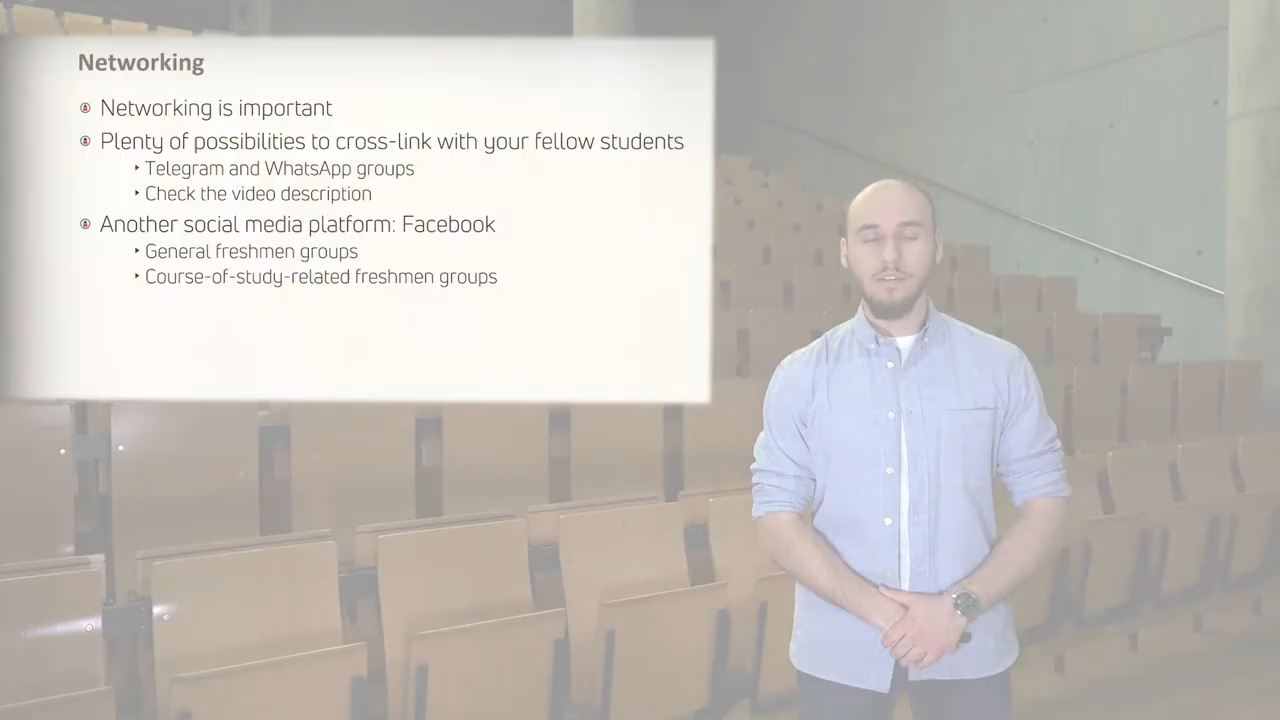 Networking
Networking is important
Plenty of possibilities to cross-link with your fellow students
Telegram and WhatsApp groups
Check the video description
Another social media platform: Facebook
General freshmen groups
Course-of-study-related freshmen groups